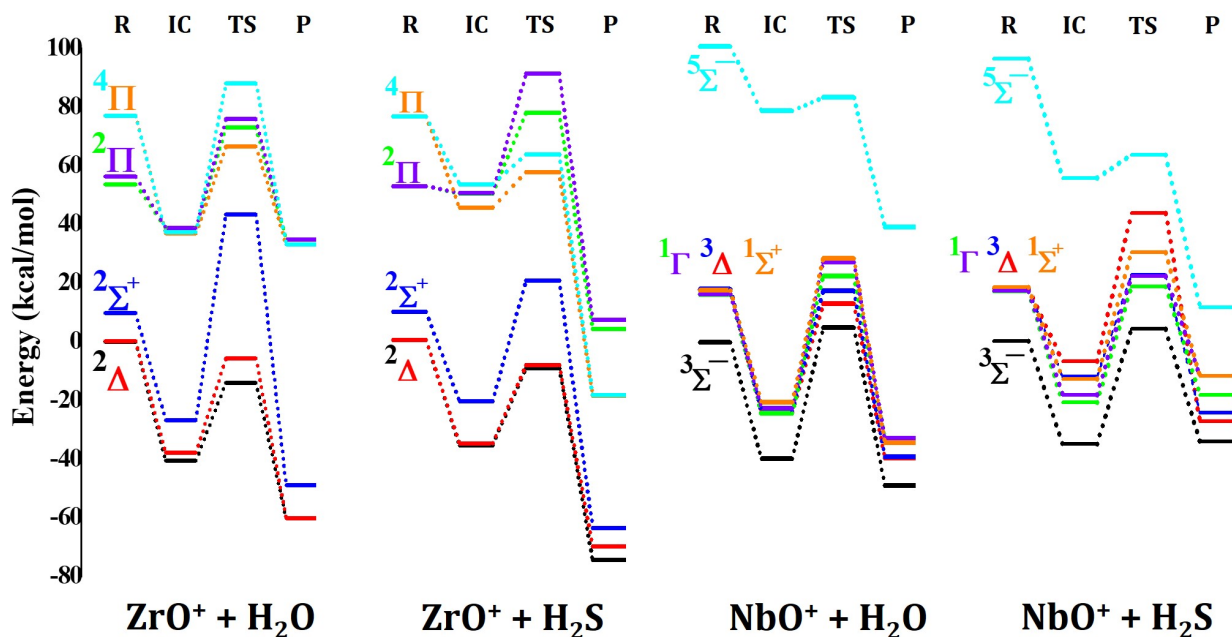 R IC TS P R IC TS P R IC TS P R IC TS P
Energy (kcal/mol)
100
80
60
40
20
0
-20
-40
-60
-80
⁴Π
²Π
²Σ⁺
²Δ
⁴Π
²Π
²Σ⁺
²Δ
⁵Σ⁻
¹Γ ³Δ ¹Σ⁺
³Σ⁻
⁵Σ⁻
¹Γ ³Δ ¹Σ⁺
³Σ⁻
ZrO⁺ + H₂O ZrO⁺ + H₂S NbO⁺ + H₂O NbO⁺ + H₂S